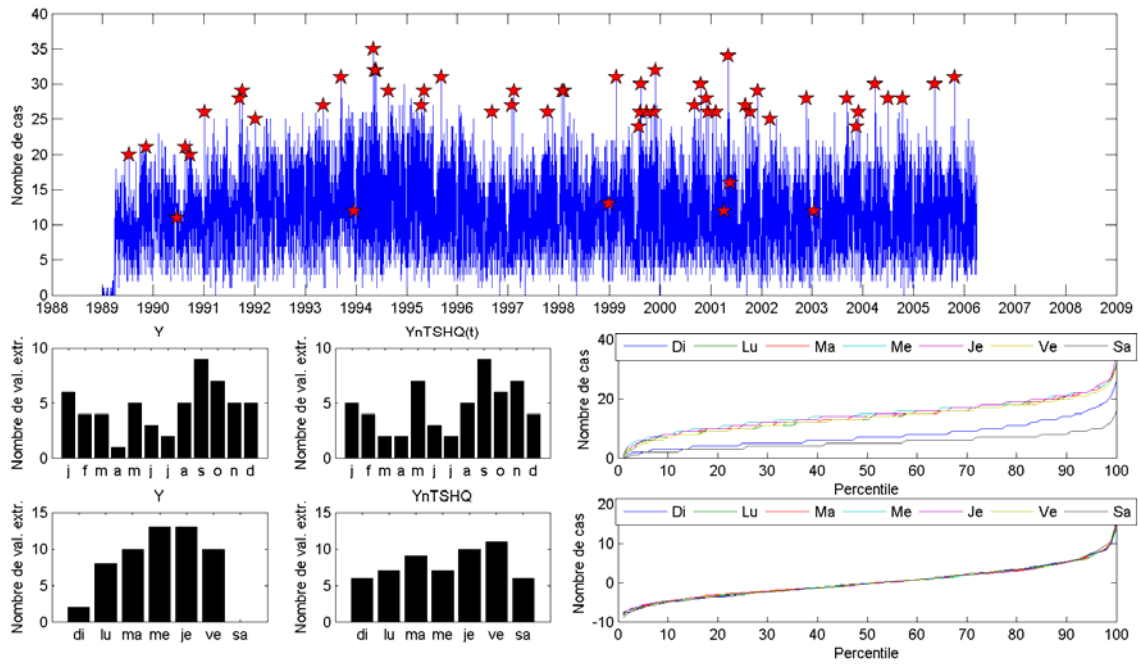 40
35
30
25
20
15
10
5
0
Nombre de cas
1988 1989 1990 1991 1992 1993 1994 1995 1996 1997 1998 1999 2000 2001 2002 2003 2004 2005 2006 2007 2008 2009
Y
10
5
0
Nombre de val. extr.
j f m a m j j a s o n d
YnTSHQ(t)
10
5
0
Nombre de val. extr.
j f m a m j j a s o n d
40
20
0
Nombre de cas
Di Lu Ma Me Je Ve Sa
0 10 20 30 40 50 60 70 80 90 100
Percentile
Y
15
10
5
0
Nombre de val. extr.
di lu ma me je ve sa
YnTSHQ
15
10
5
0
Nombre de val. extr.
di lu ma me je ve sa
20
10
0
-10
Nombre de cas
Di Lu Ma Me Je Ve Sa
0 10 20 30 40 50 60 70 80 90 100
Percentile